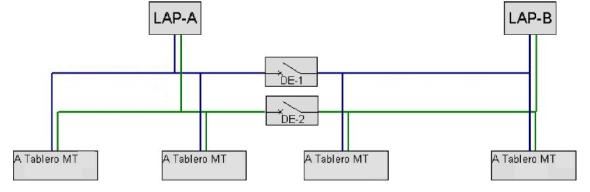 LAP-A
LAP-B
DE-1
DE-2
A Tablero MT
A Tablero MT
A Tablero MT
A Tablero MT